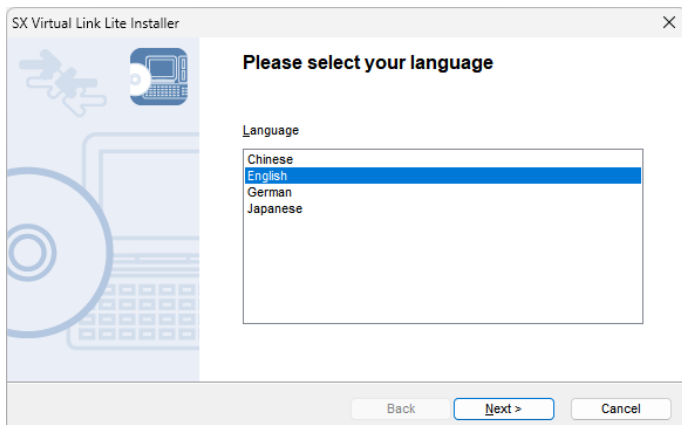 SX Virtual Link Lite Installer
Please select your language
Language
Chinese
English
German
Japanese
Back
Next >
Cancel